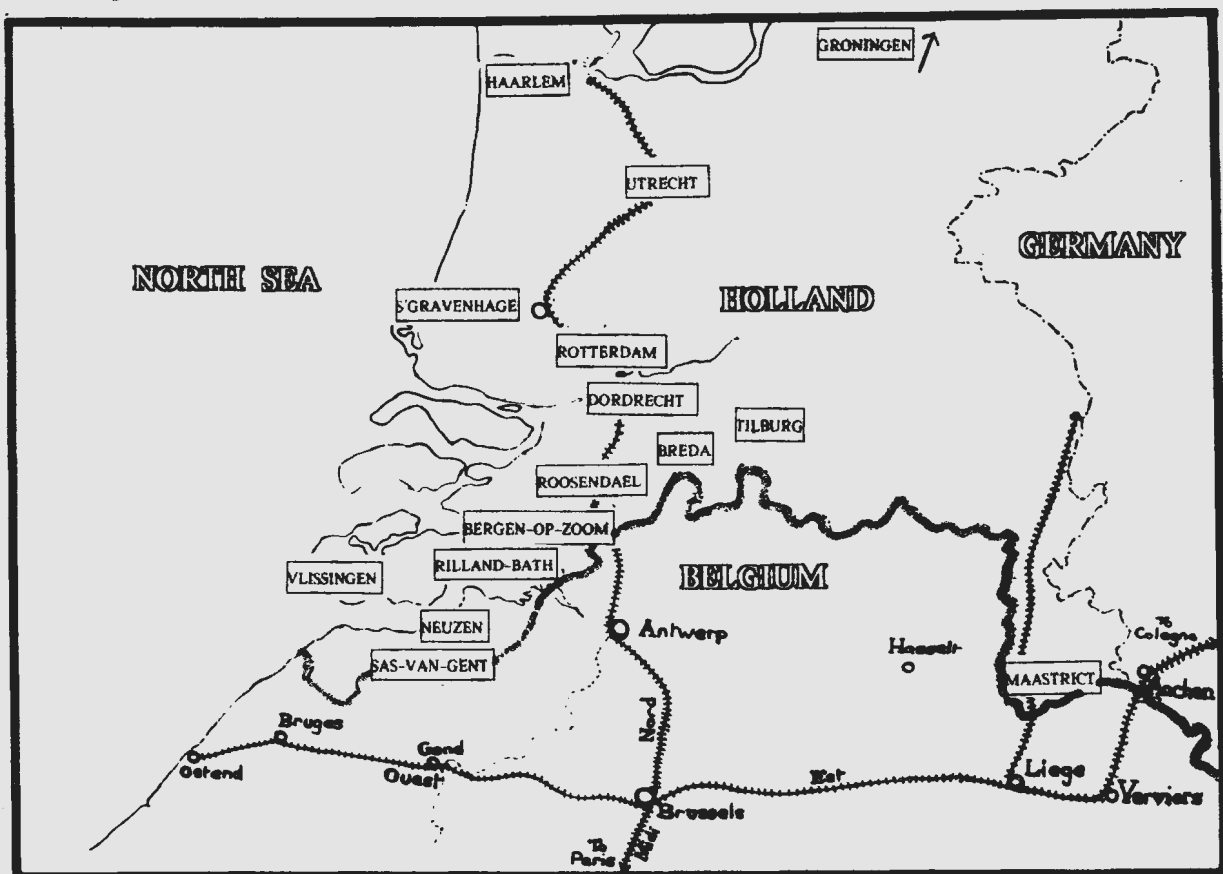 GRONINGEN
HAARLEM
UTRECHT
GERMANY
NORTH SEA
HOLLAND
S'GRAVENHAGE
ROTTERDAM
DORDRECHT
TILBURG
BREDA
ROOSENDAEL
BERGEN-OP-ZOOM
RILLAND-BATH
VLISSINGEN
BELGIUM
NEUZEN
Antwerp
To
Cologne
Hasselt
SAS-VAN-GENT
MAASTRICT
Aachen
Bruges
Nord
Gand
Ostend
Ouest
Est
Liege
Verviers
Brussels
To
Paris
Midi